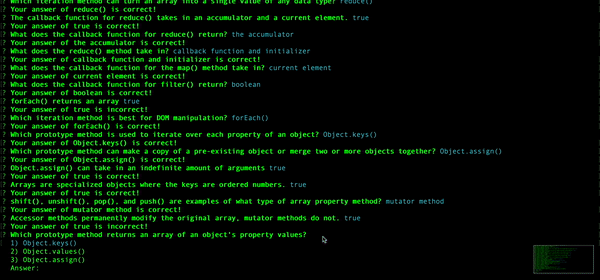 ? Which iteration method can turn an array into a single value of any data type? reduce()
? Your answer of reduce() is correct!
? The callback function for reduce() takes in an accumulator and a current element. true
? Your answer of true is correct!
? What does the callback function for reduce() return? the accumulator
? Your answer of the accumulator is correct!
? What does the reduce() method take in? callback function and initializer
? Your answer of callback function and initializer is correct!
? What does the callback function for the map() method take in? current element
? Your answer of current element is correct!
? What does the callback function for filter() return? boolean
? Your answer of boolean is correct!
? forEach() returns an array true
? Your answer of true is incorrect!
? Which iteration method is best for DOM manipulation? forEach()
? Your answer of forEach() is correct!
? Which prototype method is used to iterate over each property of an object? Object.keys()
? Your answer of Object.keys() is correct!
? Which prototype method can make a copy of a pre-existing object or merge two or more objects together? Object.assign()
? Your answer of Object.assign() is correct!
? Object.assign() can take in an indefinite amount of arguments true
? Your answer of true is correct!
? Arrays are specialized objects where the keys are ordered numbers. true
? Your answer of true is correct!
? shift(), unshift(), pop(), and push() are examples of what type of array property method? mutator method
? Your answer of mutator method is correct!
? Accessor methods permanently modify the original array, mutator methods do not. true
? Your answer of true is incorrect!
? Which prototype method returns an array of an object's property values?
1) Object.keys()
2) Object.values()
3) Object.assign()
Answer: